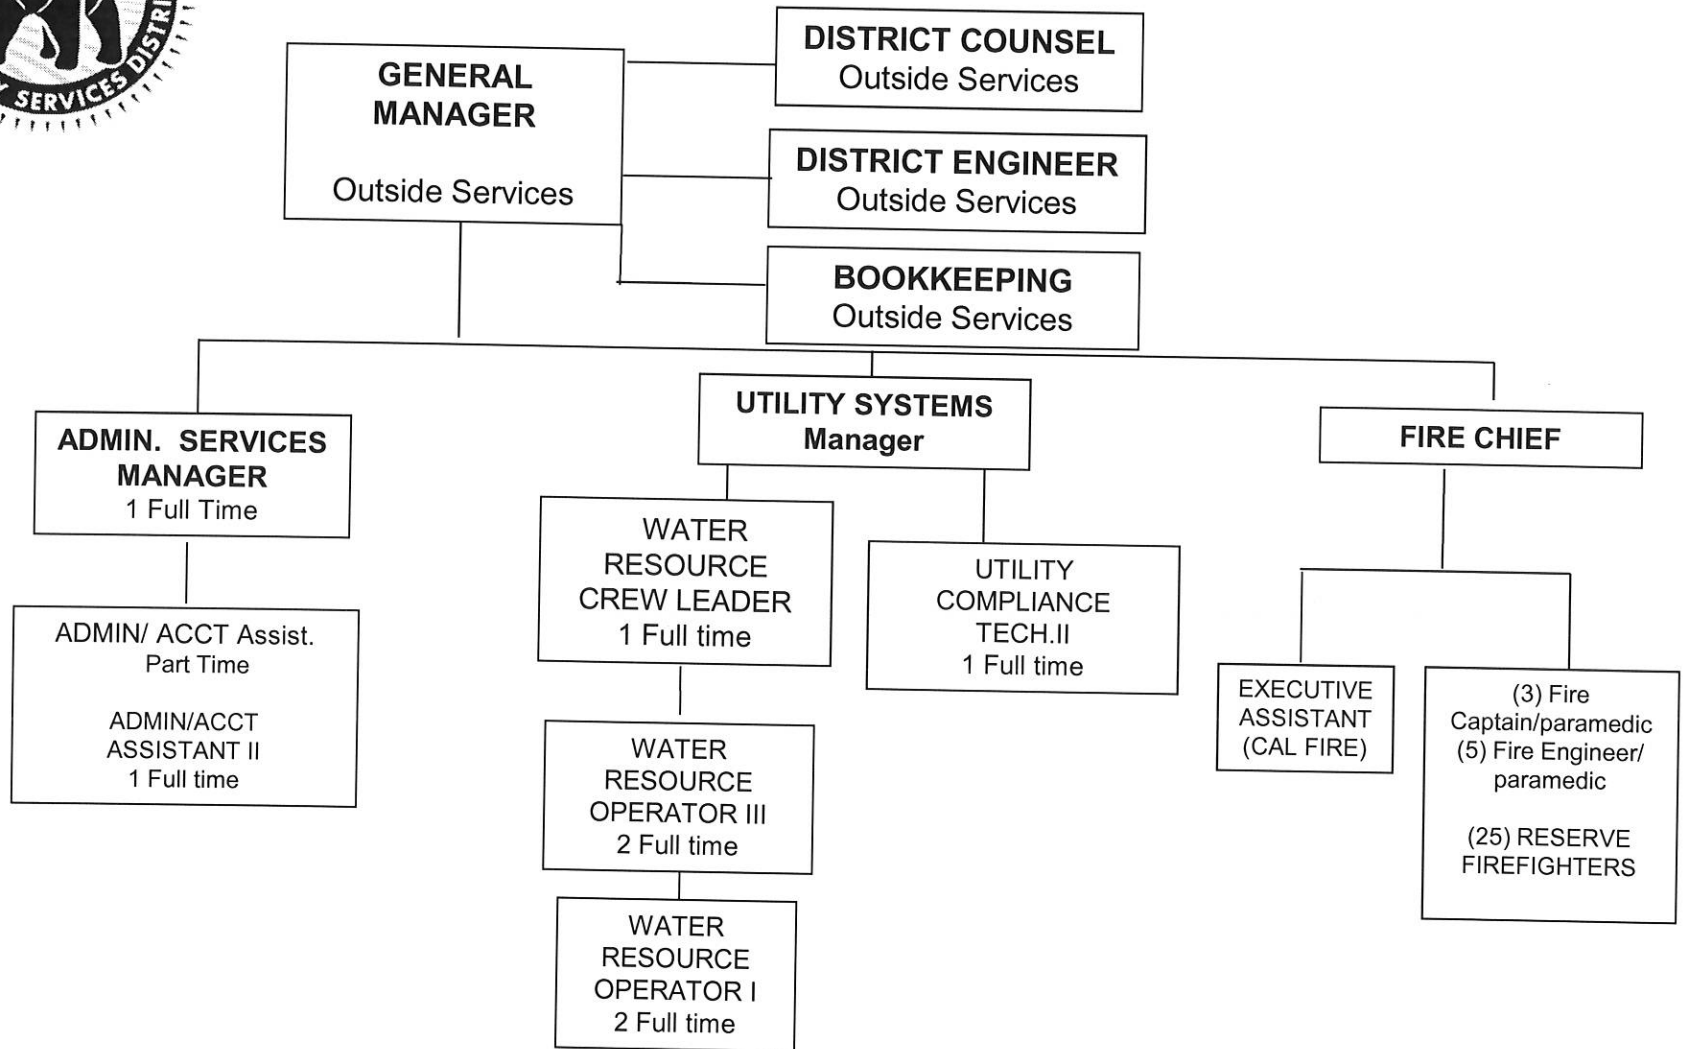 SERVICES DISTRI
GENERAL
MANAGER
Outside Services
DISTRICT COUNSEL
Outside Services
DISTRICT ENGINEER
Outside Services
BOOKKEEPING
Outside Services
ADMIN. SERVICES
MANAGER
1 Full Time
ADMIN/ ACCT Assist.
Part Time
ADMIN/ACCT
ASSISTANT II
1 Full time
UTILITY SYSTEMS
Manager
WATER
RESOURCE
CREW LEADER
1 Full time
WATER
RESOURCE
OPERATOR III
2 Full time
WATER
RESOURCE
OPERATOR I
2 Full time
UTILITY
COMPLIANCE
TECH.II
1 Full time
FIRE CHIEF
EXECUTIVE
ASSISTANT
(CAL FIRE)
(3) Fire
Captain/paramedic
(5) Fire Engineer/
paramedic
(25) RESERVE
FIREFIGHTERS